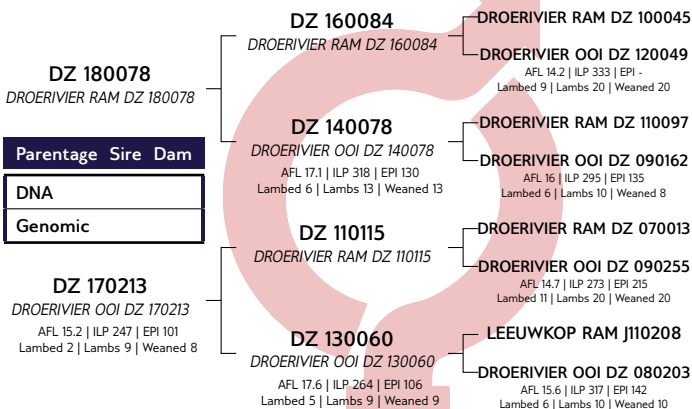 DZ 180078
DROERIVIER RAM DZ 180078
Parentage Sire Dam
DNA
Genomic
DZ 170213
DROERIVIER OOI DZ 170213
AFL 15.2 | ILP 247 | EPI 101
Lambed 2 | Lambs 9 | Weaned 8
DZ 160084
DROERIVIER RAM DZ 160084
DZ 140078
DROERIVIER OOI DZ 140078
AFL 17.1 | ILP 318 | EPI 130
Lambed 6 | Lambs 13 | Weaned 13
DZ 110115
DROERIVIER RAM DZ 110115
DZ 130060
DROERIVIER OOI DZ 130060
AFL 17.6 | ILP 264 | EPI 106
Lambed 5 | Lambs 9 | Weaned 9
DROERIVIER RAM DZ 100045
DROERIVIER OOI DZ 120049
AFL 14.2 | ILP 333 | EPI -
Lambed 9 | Lambs 20 | Weaned 20
DROERIVIER RAM DZ 110097
DROERIVIER OOI DZ 090162
AFL 16 | ILP 295 | EPI 135
Lambed 6 | Lambs 10 | Weaned 8
DROERIVIER RAM DZ 070013
DROERIVIER OOI DZ 090255
AFL 14.7 | ILP 273 | EPI 215
Lambed 11 | Lambs 20 | Weaned 20
LEEUWKOP RAM J110208
DROERIVIER OOI DZ 080203
AFL 15.6 | ILP 317 | EPI 142
Lambed 6 | Lambs 10 | Weaned 10